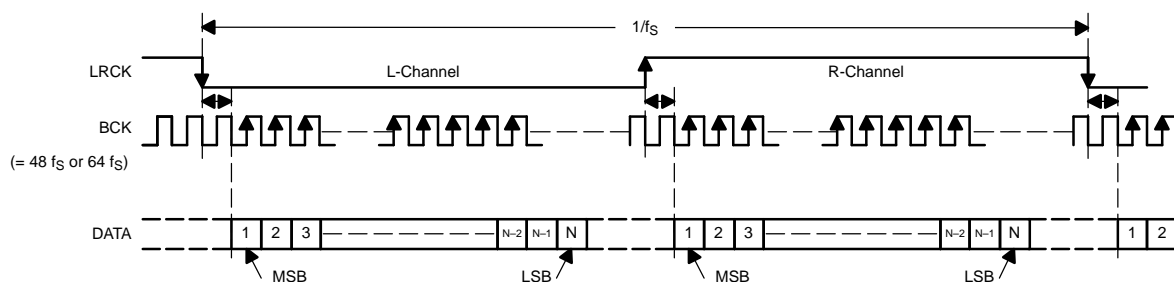 1/fS
LRCK
L-Channel
R-Channel
BCK
(= 48 fS or 64 fS)
DATA
1 2 3 N–2 N–1 N 1 2 3 N–2 N–1 N 1 2
MSB LSB MSB LSB